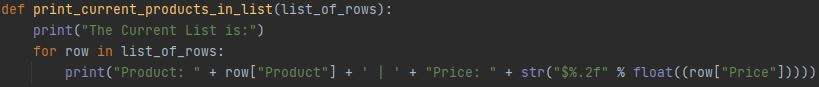 def print_current_products_in_list(list_of_rows):
    print("The Current List is:")
    for row in list_of_rows:
        print("Product: " + row["Product"] + ' | ' + "Price: " + str("$%.2f" % float((row["Price"]))))